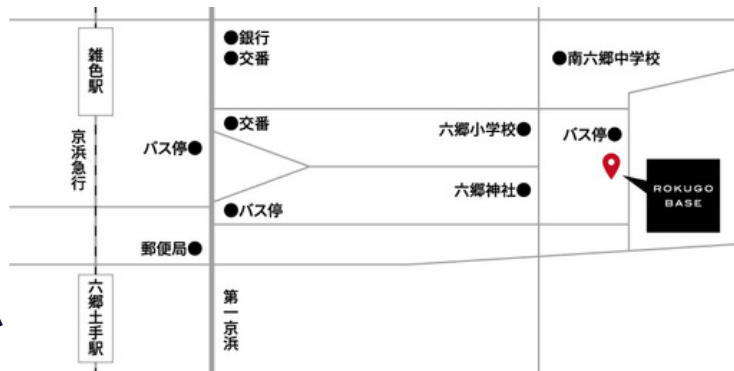 雑色駅
京浜急行
六郷土手駅
●銀行
●交番
●交番
バス停●
●バス停
郵便局●
第一京浜
●南六郷中学校
六郷小学校●
バス停●
六郷神社●
ROKUGO
BASE